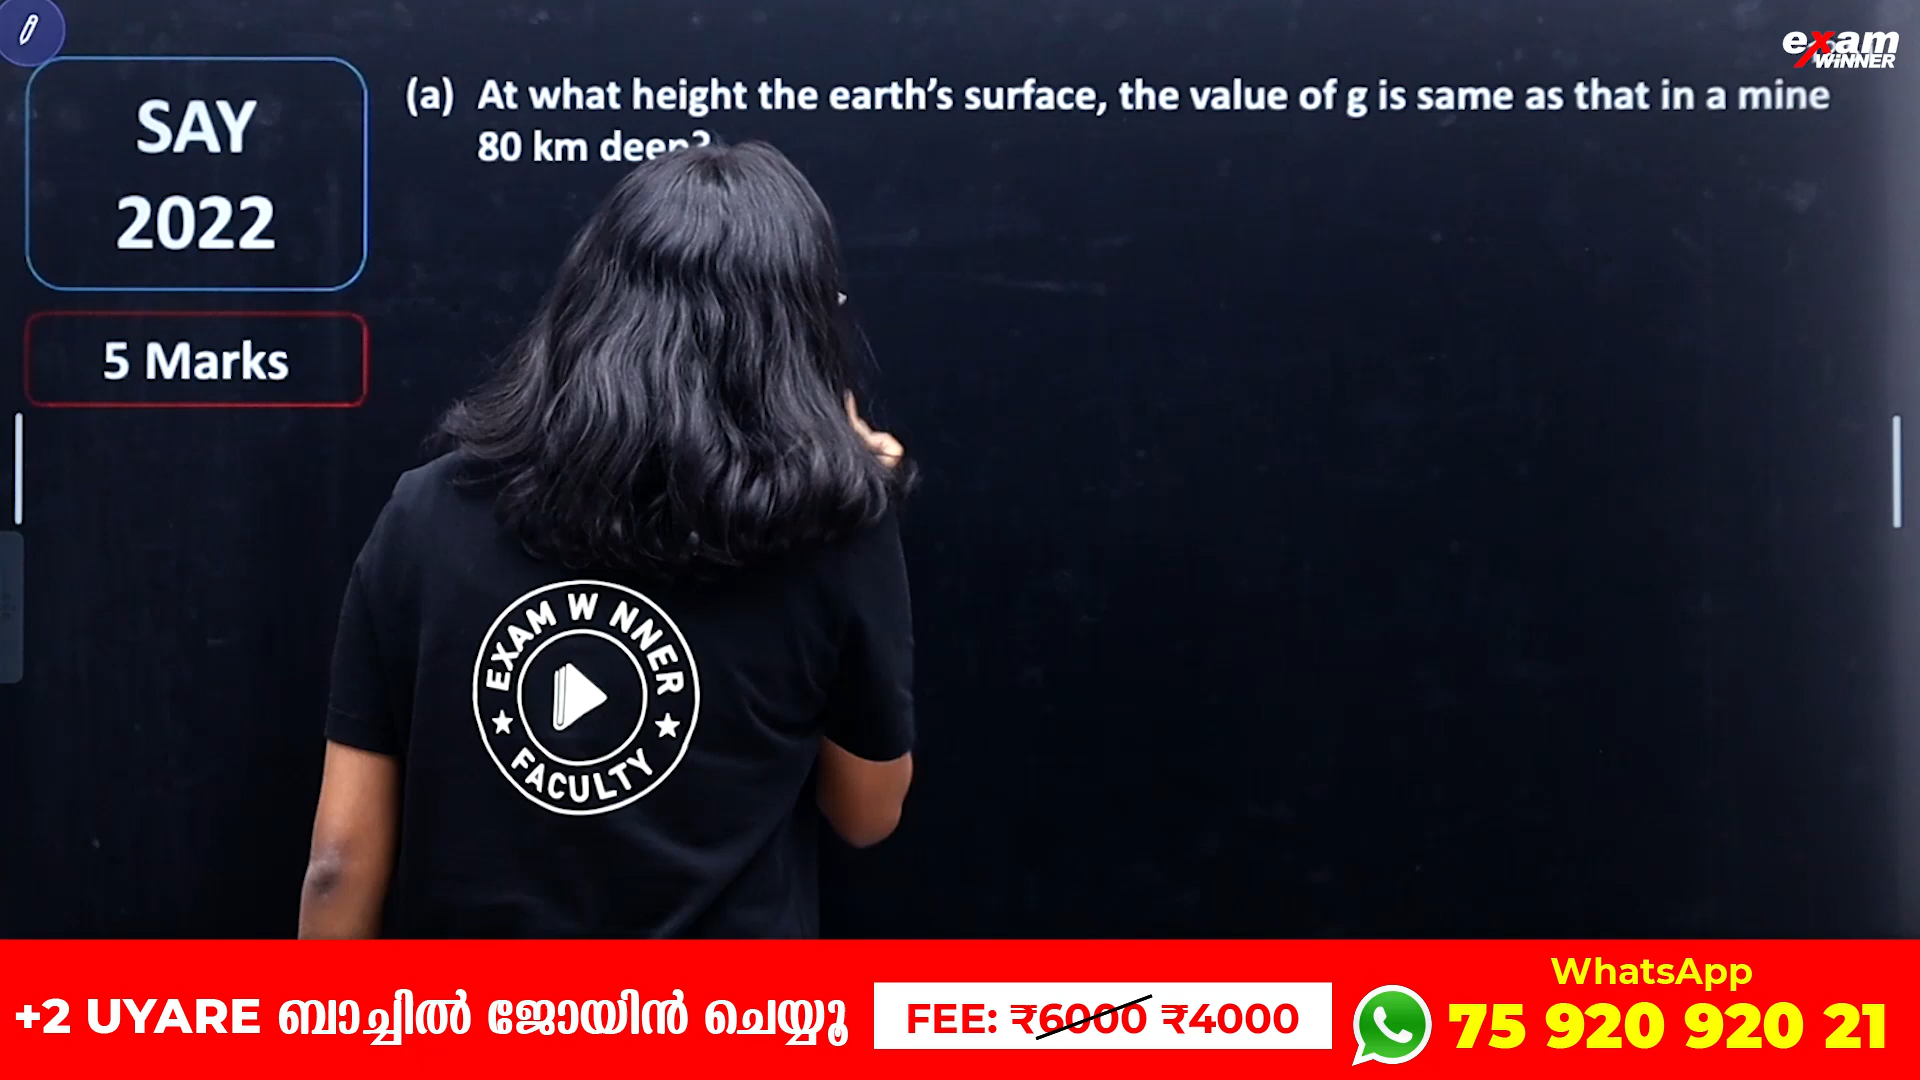 exam
WiNNER
SAY
2022
5 Marks
(a) At what height the earth’s surface, the value of g is same as that in a mine
80 km deep?
EXAM W NNER
FACULTY
WhatsApp
+2 UYARE ബാച്ചിൽ ജോയിൻ ചെയ്യൂ
FEE: ₹6000 ₹4000
75 920 920 21